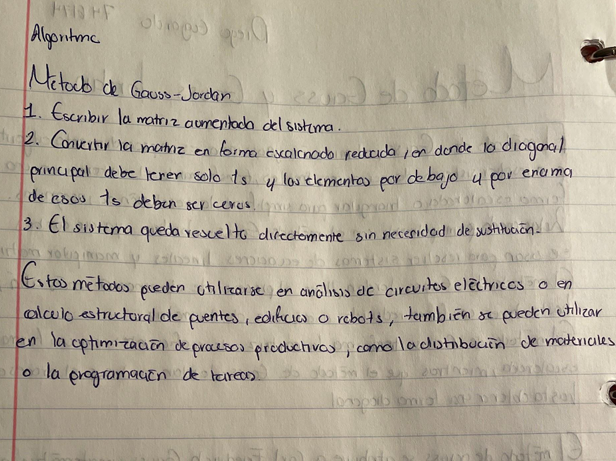 Algoritmo
Método de Gauss-Jordan
1. Escribir la matriz aumentada del sistema.
2. Convertir la matriz en forma escalonada reducida, en donde la diagonal
principal debe tener solo 1s y los elementos por debajo y por encima
de esos 1s deben ser ceros.
3. El sistema queda resuelto directamente sin necesidad de sustitución.
Estos métodos pueden utilizarse en análisis de circuitos eléctricos o en
cálculo estructural de puentes, edificios o robots, también se pueden utilizar
en la optimización de procesos productivos, como la distribución de materiales
o la programación de tareas